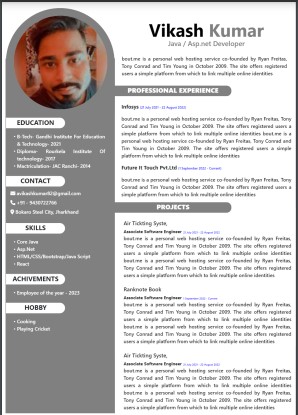 Vikash Kumar
Java / Asp.net Developer
bout.me is a personal web hosting service co-founded by Ryan Freitas,
Tony Conrad and Tim Young in October 2009. The site offers registered
users a simple platform from which to link multiple online identities
EDUCATION
B-Tech- Gandhi Institute For Education
& Technology- 2021
Diploma- Rourkela Institute Of
technology- 2017
Mactriculation- JAC Ranchi- 2014
CONTACT
avikashkumar62@gmail.com
+91 - 9430722766
Bokaro Steel City, Jharkhand
SKILLS
Core Java
Asp.Net
HTML/CSS/Bootstrap/Java Script
React
ACHIVEMENTS
Employee of the year - 2023
HOBBY
Cooking
Playing Cricket
PROFESSIONAL EXPERIENCE
Infosys
bout.me is a personal web hosting service co-founded by Ryan Freitas, Tony
Conrad and Tim Young in October 2009. The site offers registered users a
simple platform from which to link multiple online identities bout.me is a
personal web hosting service co-founded by Ryan Freitas, Tony Conrad and Tim
Young in October 2009. The site offers registered users a simple platform
from which to link multiple online identities
Future It Touch Pvt.Ltd
bout.me is a personal web hosting service co-founded by Ryan Freitas, Tony
Conrad and Tim Young in October 2009. The site offers registered users a
simple platform from which to link multiple online identities
PROJECTS
Air Tickting Syste,
Associate Software Engineer
bout.me is a personal web hosting service co-founded by Ryan Freitas,
Tony Conrad and Tim Young in October 2009. The site offers registered
users a simple platform from which to link multiple online identities
bout.me is a personal web hosting service co-founded by Ryan Freitas,
Tony Conrad and Tim Young in October 2009. The site offers registered
users a simple platform from which to link multiple online identities
Ranknote Book
Associate Software Engineer
bout.me is a personal web hosting service co-founded by Ryan Freitas,
Tony Conrad and Tim Young in October 2009. The site offers registered
users a simple platform from which to link multiple online identities
bout.me is a personal web hosting service co-founded by Ryan Freitas,
Tony Conrad and Tim Young in October 2009. The site offers registered
users a simple platform from which to link multiple online identities
Air Tickting Syste,
Associate Software Engineer
bout.me is a personal web hosting service co-founded by Ryan Freitas,
Tony Conrad and Tim Young in October 2009. The site offers registered
users a simple platform from which to link multiple online identities
bout.me is a personal web hosting service co-founded by Ryan Freitas,
Tony Conrad and Tim Young in October 2009. The site offers registered
users a simple platform from which to link multiple online identities